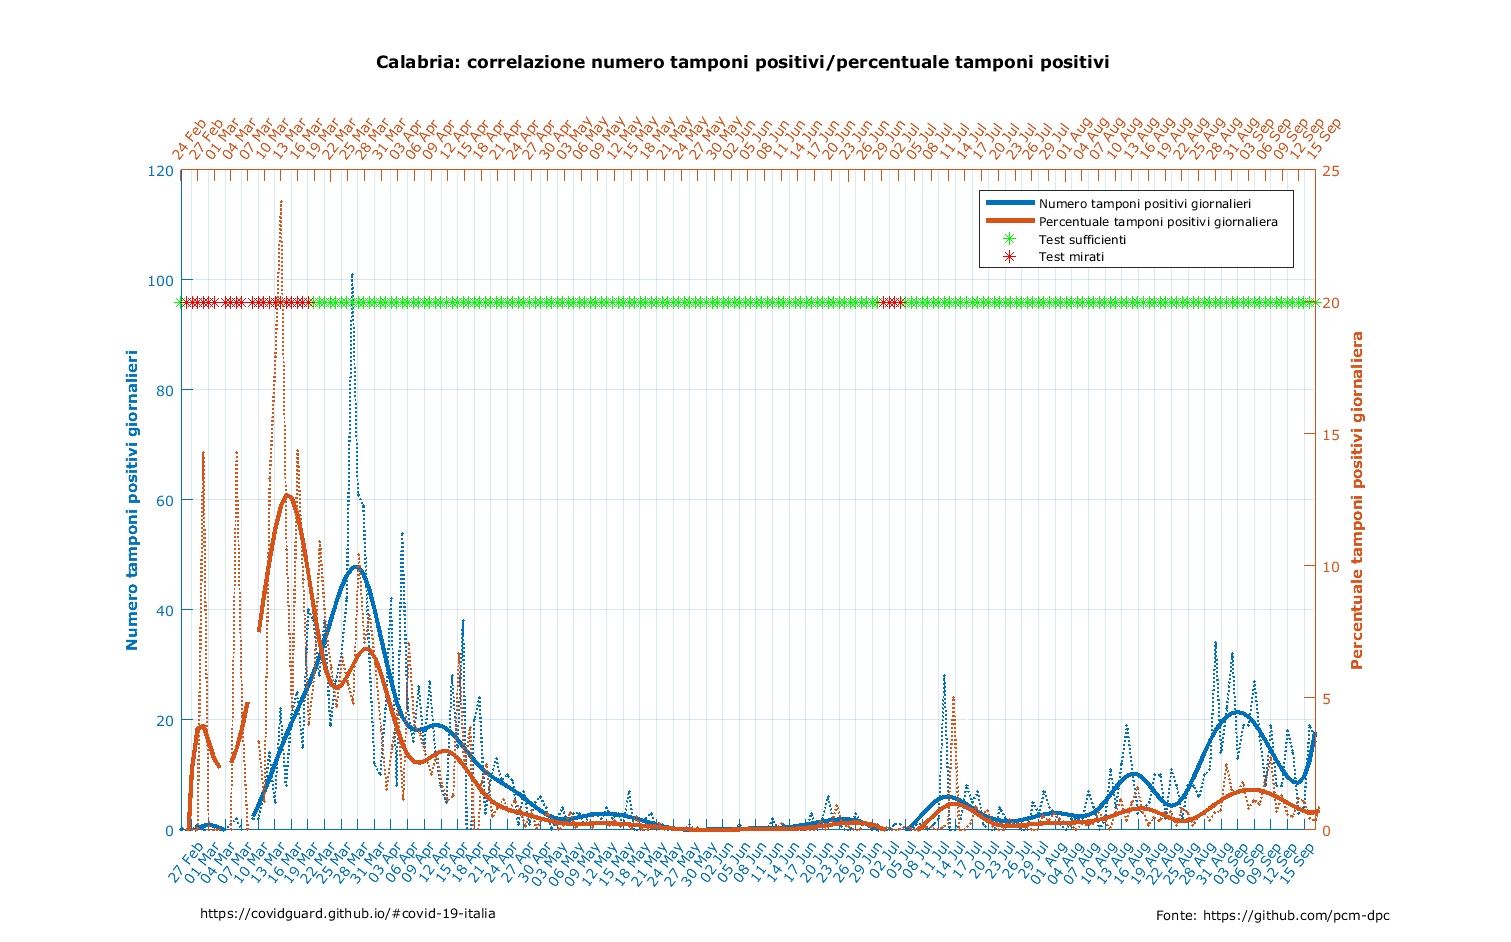 Calabria: correlazione numero tamponi positivi/percentuale tamponi positivi
24 Feb
27 Feb
01 Mar
04 Mar
07 Mar
10 Mar
13 Mar
16 Mar
19 Mar
22 Mar
25 Mar
28 Mar
31 Mar
03 Apr
06 Apr
09 Apr
12 Apr
15 Apr
18 Apr
21 Apr
24 Apr
27 Apr
30 Apr
03 May
06 May
09 May
12 May
15 May
18 May
21 May
24 May
27 May
30 May
02 Jun
05 Jun
08 Jun
11 Jun
14 Jun
17 Jun
20 Jun
23 Jun
26 Jun
29 Jun
02 Jul
05 Jul
08 Jul
11 Jul
14 Jul
17 Jul
20 Jul
23 Jul
26 Jul
29 Jul
01 Aug
04 Aug
07 Aug
10 Aug
13 Aug
16 Aug
19 Aug
22 Aug
25 Aug
28 Aug
31 Aug
03 Sep
06 Sep
09 Sep
12 Sep
15 Sep
Numero tamponi positivi giornalieri
120
100
80
60
40
20
0
Numero tamponi positivi giornalieri
Percentuale tamponi positivi giornaliera
Test sufficienti
Test mirati
25
20
15
10
5
0
Percentuale tamponi positivi giornaliera
27 Feb
01 Mar
04 Mar
07 Mar
10 Mar
13 Mar
16 Mar
19 Mar
22 Mar
25 Mar
28 Mar
31 Mar
03 Apr
06 Apr
09 Apr
12 Apr
15 Apr
18 Apr
21 Apr
24 Apr
27 Apr
30 Apr
03 May
06 May
09 May
12 May
15 May
18 May
21 May
24 May
27 May
30 May
02 Jun
05 Jun
08 Jun
11 Jun
14 Jun
17 Jun
20 Jun
23 Jun
26 Jun
29 Jun
02 Jul
05 Jul
08 Jul
11 Jul
14 Jul
17 Jul
20 Jul
23 Jul
26 Jul
29 Jul
01 Aug
04 Aug
07 Aug
10 Aug
13 Aug
16 Aug
19 Aug
22 Aug
25 Aug
28 Aug
31 Aug
03 Sep
06 Sep
09 Sep
12 Sep
15 Sep
https://covidguard.github.io/#covid-19-italia
Fonte: https://github.com/pcm-dpc